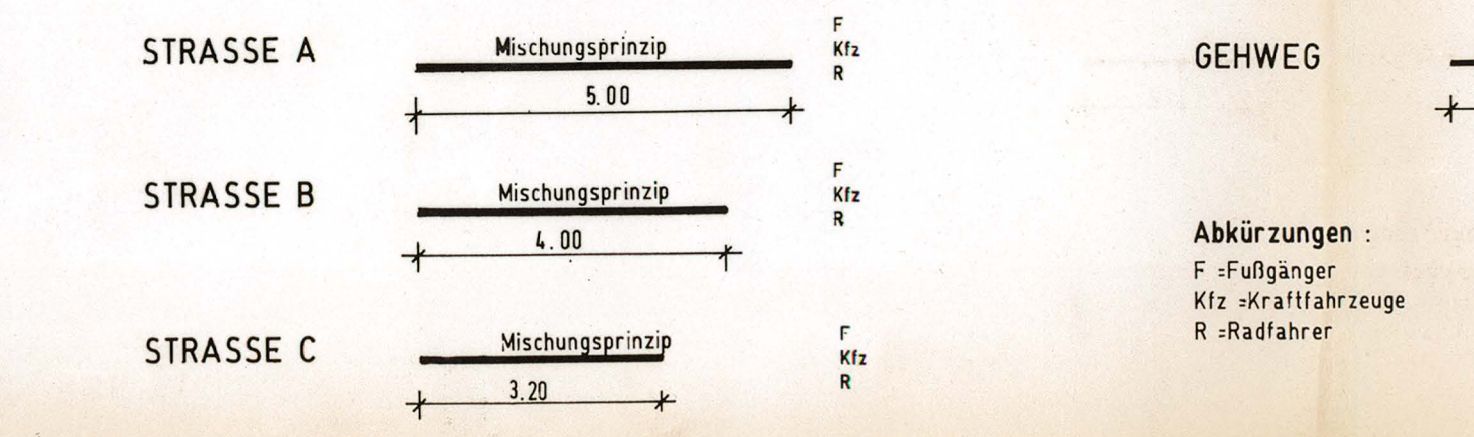 STRASSE A
Mischungsprinzip
5.00
F
Kfz
R
STRASSE B
Mischungsprinzip
4.00
F
Kfz
R
STRASSE C
Mischungsprinzip
3.20
F
Kfz
R
GEHWEG
Abkürzungen :
F =Fußgänger
Kfz =Kraftfahrzeuge
R =Radfahrer